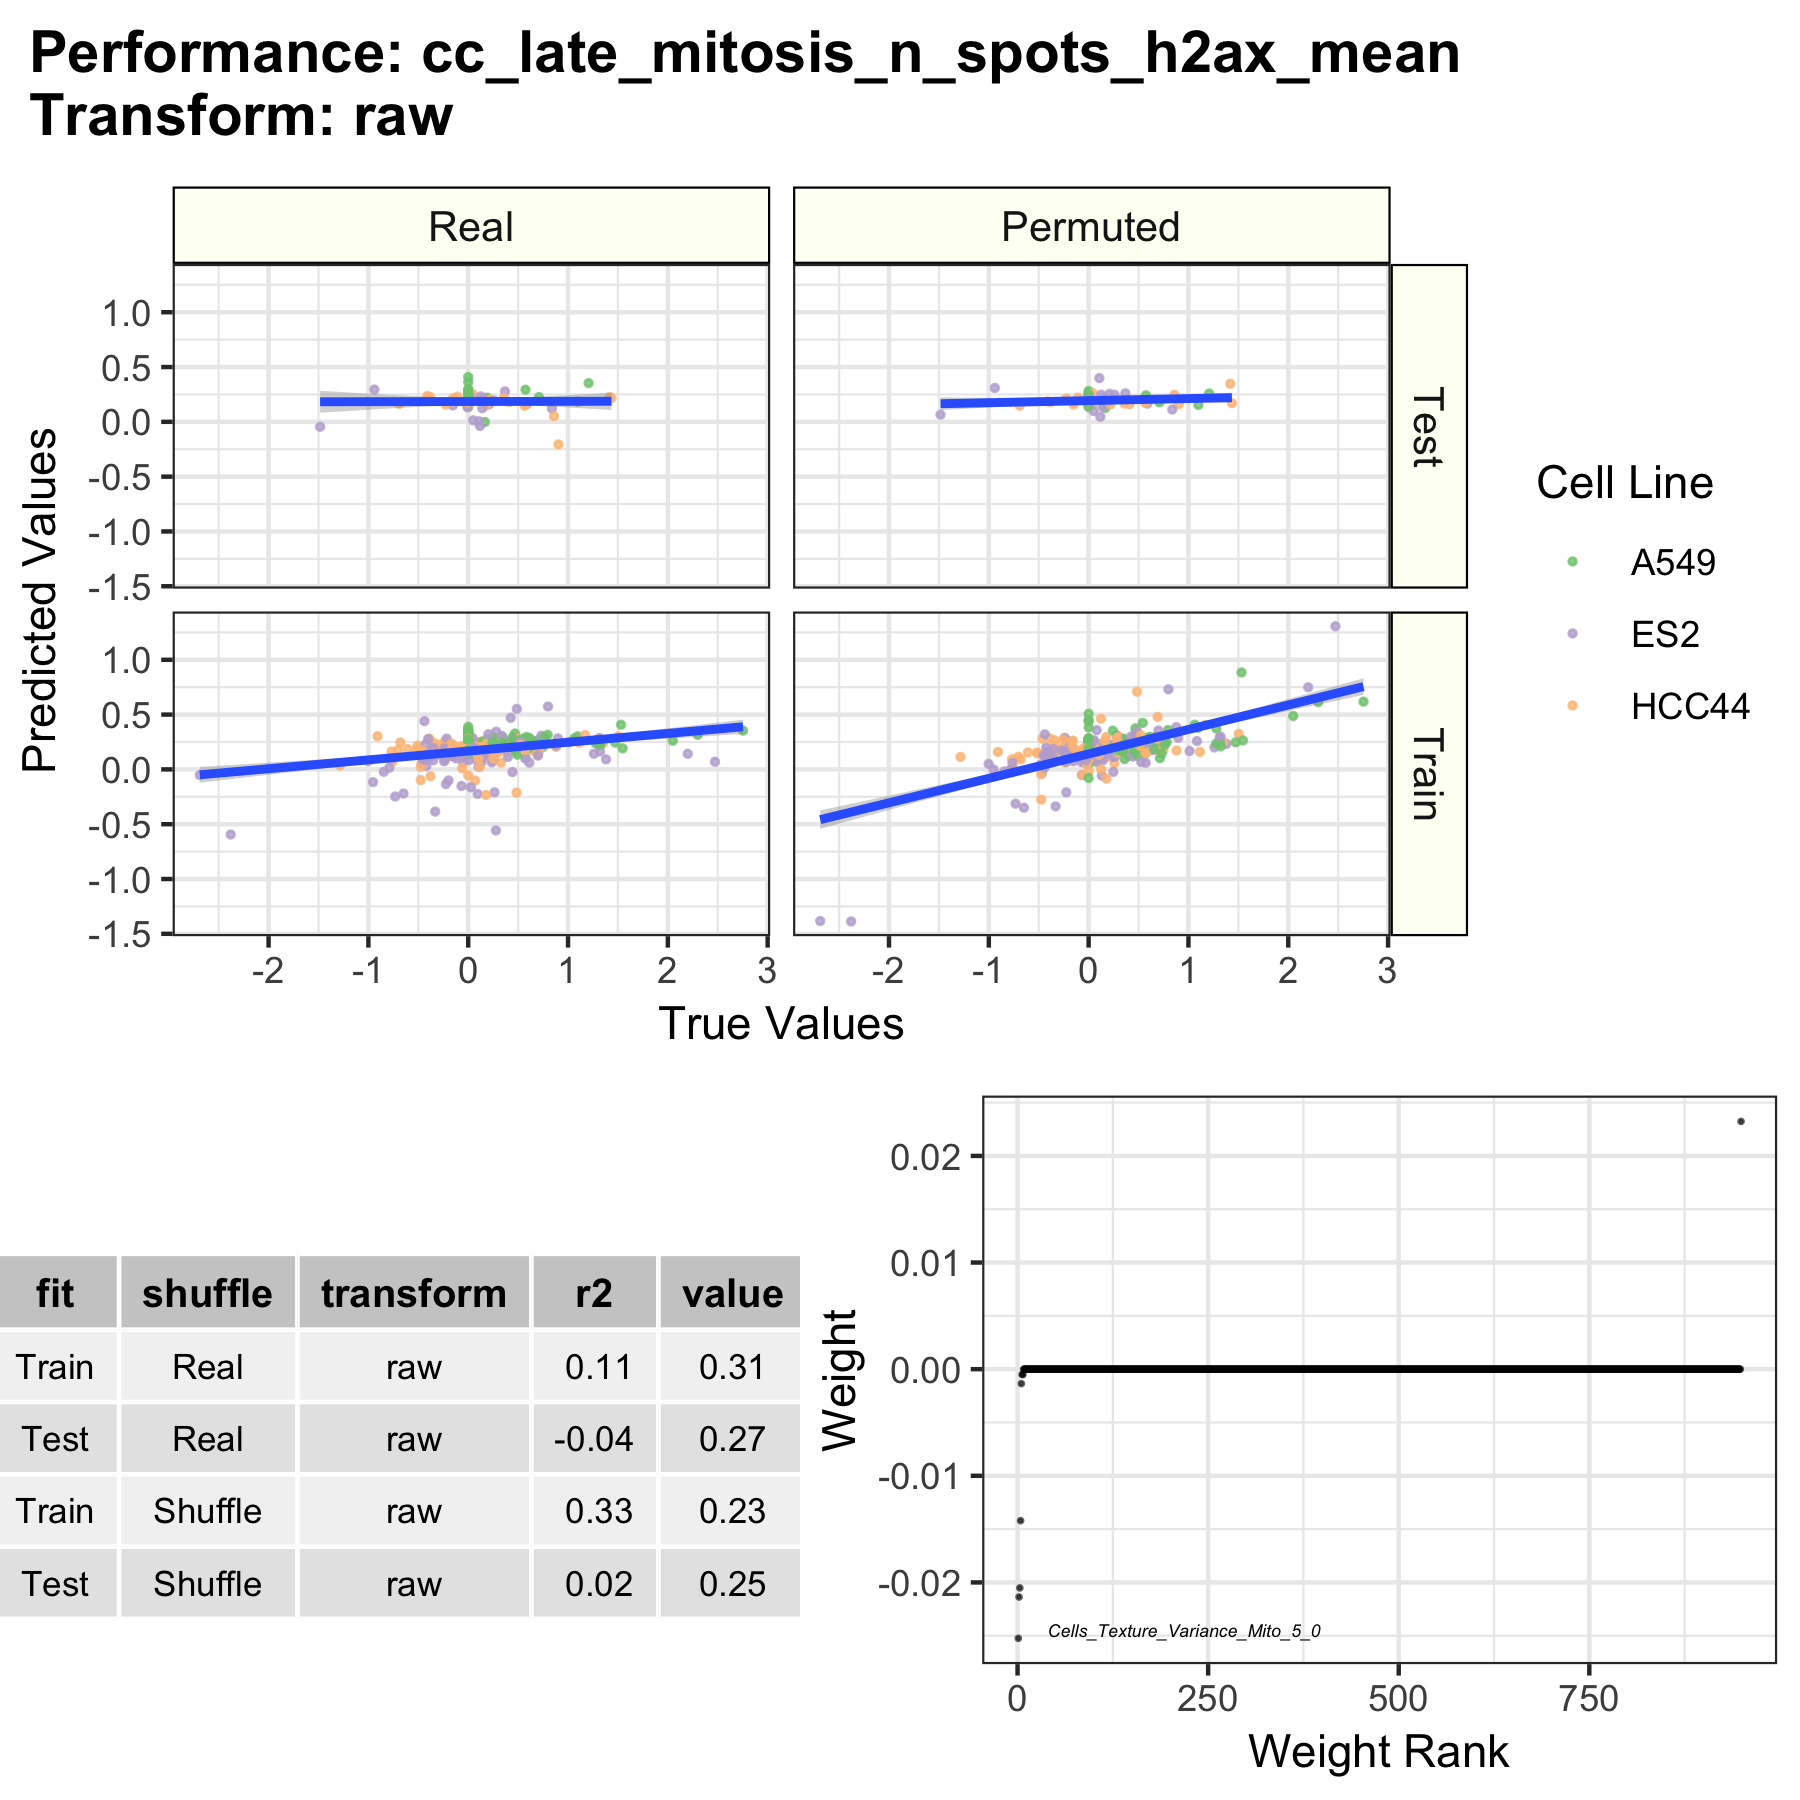 Performance: cc_late_mitosis_n_spots_h2ax_mean
Transform: raw
Real
Permuted
1.0
0.5
0.0
-0.5
-1.0
-1.5
Test
1.0
0.5
0.0
-0.5
-1.0
-1.5
Train
Predicted Values
-2 -1 0 1 2 3
-2 -1 0 1 2 3
True Values
Cell Line
A549
ES2
HCC44
fit shuffle transform r2 value
Train Real raw 0.11 0.31
Test Real raw -0.04 0.27
Train Shuffle raw 0.33 0.23
Test Shuffle raw 0.02 0.25
Weight
0.02
0.01
0.00
-0.01
-0.02
Cells_Texture_Variance_Mito_5_0
0 250 500 750
Weight Rank